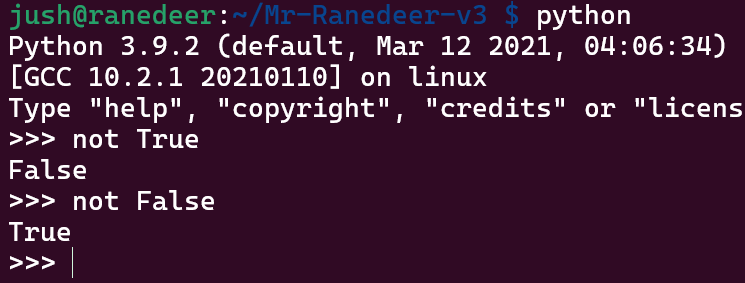 jush@ranedeer:~/Mr-Ranedeer-v3 $ python
Python 3.9.2 (default, Mar 12 2021, 04:06:34)
[GCC 10.2.1 20210110] on linux
Type "help", "copyright", "credits" or "licens
>>> not True
False
>>> not False
True
>>>